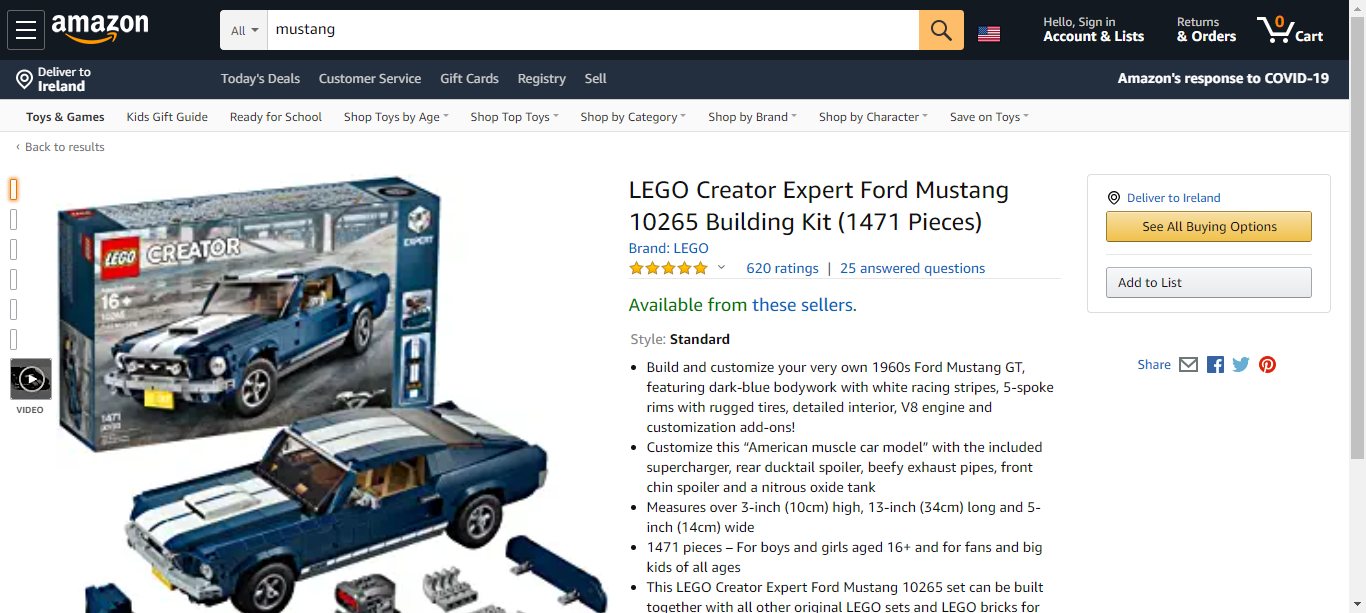 amazon
All
mustang
Hello, Sign in
Account & Lists
Returns
& Orders
0
Cart
Deliver to
Ireland
Today's Deals
Customer Service
Gift Cards
Registry
Sell
Amazon's response to COVID-19
Toys & Games
Kids Gift Guide
Ready for School
Shop Toys by Age
Shop Top Toys
Shop by Category
Shop by Brand
Shop by Character
Save on Toys
‹ Back to results
VIDEO
LEGO
CREATOR
EXPERT
16+
10265
1471
LEGO Creator Expert Ford Mustang
10265 Building Kit (1471 Pieces)
Brand: LEGO
620 ratings | 25 answered questions
Available from these sellers.
Style: Standard
• Build and customize your very own 1960s Ford Mustang GT,
featuring dark-blue bodywork with white racing stripes, 5-spoke
rims with rugged tires, detailed interior, V8 engine and
customization add-ons!
• Customize this “American muscle car model” with the included
supercharger, rear ducktail spoiler, beefy exhaust pipes, front
chin spoiler and a nitrous oxide tank
• Measures over 3-inch (10cm) high, 13-inch (34cm) long and 5-
inch (14cm) wide
• 1471 pieces – For boys and girls aged 16+ and for fans and big
kids of all ages
• This LEGO Creator Expert Ford Mustang 10265 set can be built
together with all other original LEGO sets and LEGO bricks for
Deliver to Ireland
See All Buying Options
Add to List
Share